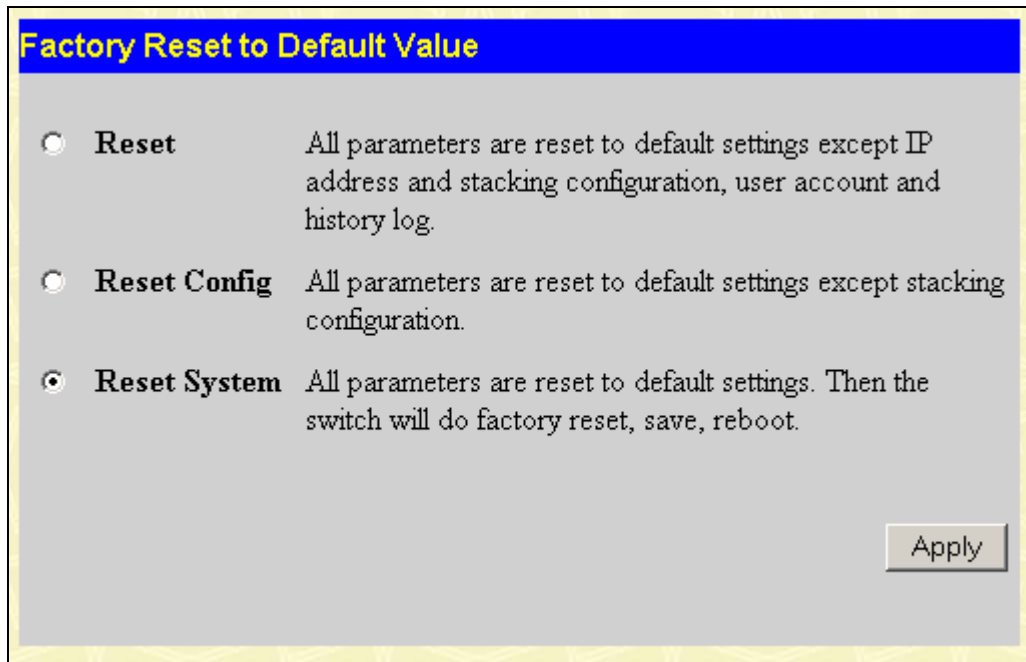 Factory Reset to Default Value
Reset All parameters are reset to default settings except IP
address and stacking configuration, user account and
history log.
Reset Config All parameters are reset to default settings except stacking
configuration.
Reset System All parameters are reset to default settings. Then the
switch will do factory reset, save, reboot.
Apply